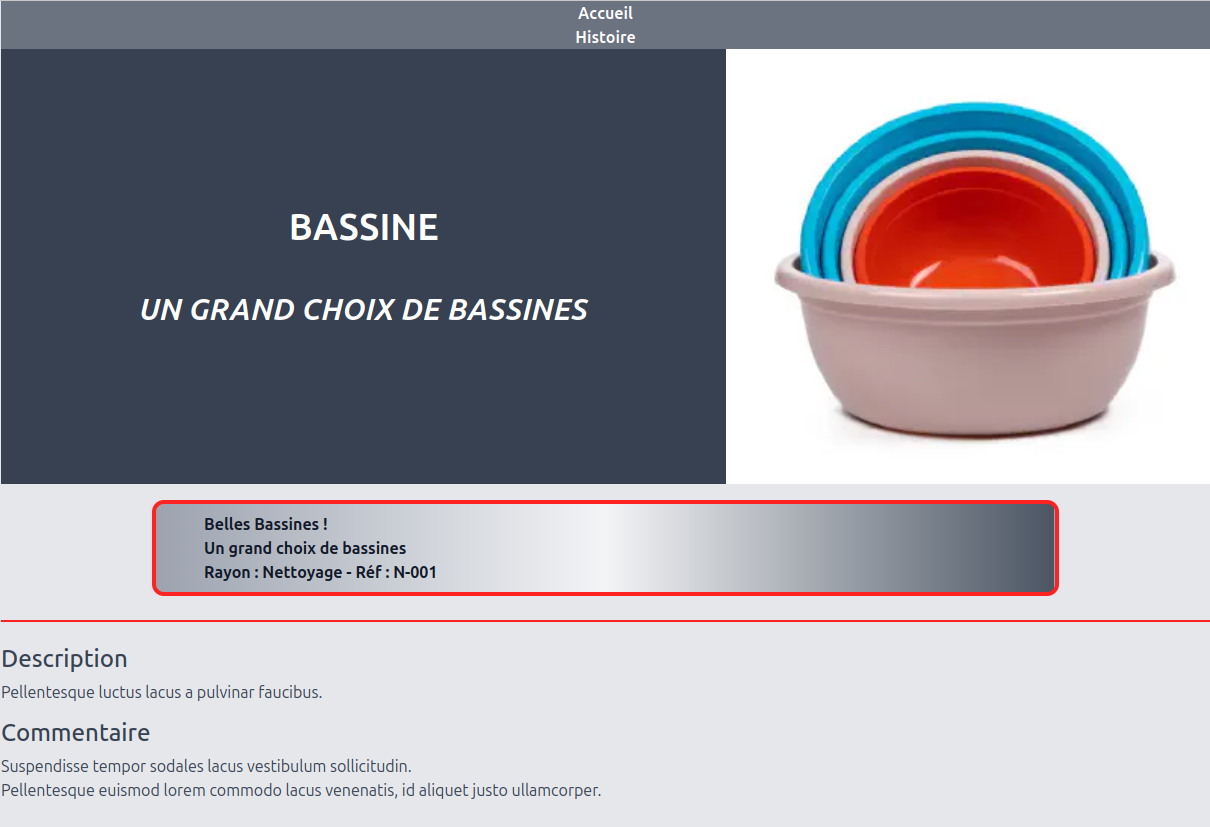 Accueil
Histoire
BASSINE
UN GRAND CHOIX DE BASSINES
Belles Bassines !
Un grand choix de bassines
Rayon : Nettoyage - Réf : N-001
Description
Pellentesque luctus lacus a pulvinar faucibus.
Commentaire
Suspendisse tempor sodales lacus vestibulum sollicitudin.
Pellentesque euismod lorem commodo lacus venenatis, id aliquet justo ullamcorper.